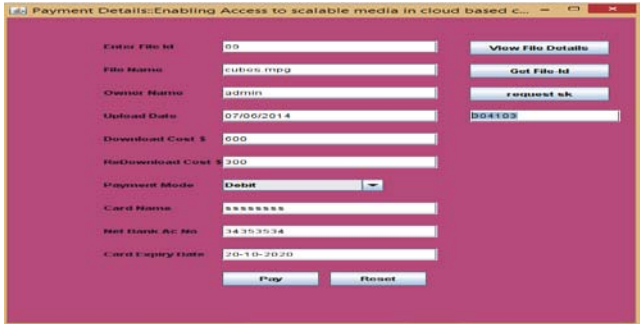 Payment Details::Enabling Access to scalable media in cloud based c...
Enter File Id 89 View File Details
File Name cubos.mpg Get File-Id
Owner Name admin request sk
Upload Date 07/06/2014 304103
Download Cost $ 600
ReDownload Cost $ 300
Payment Mode Debit
Card Name ssssssss
Net Bank Ac No 34353534
Card Expiry Date 20-10-2020
Pay Reset